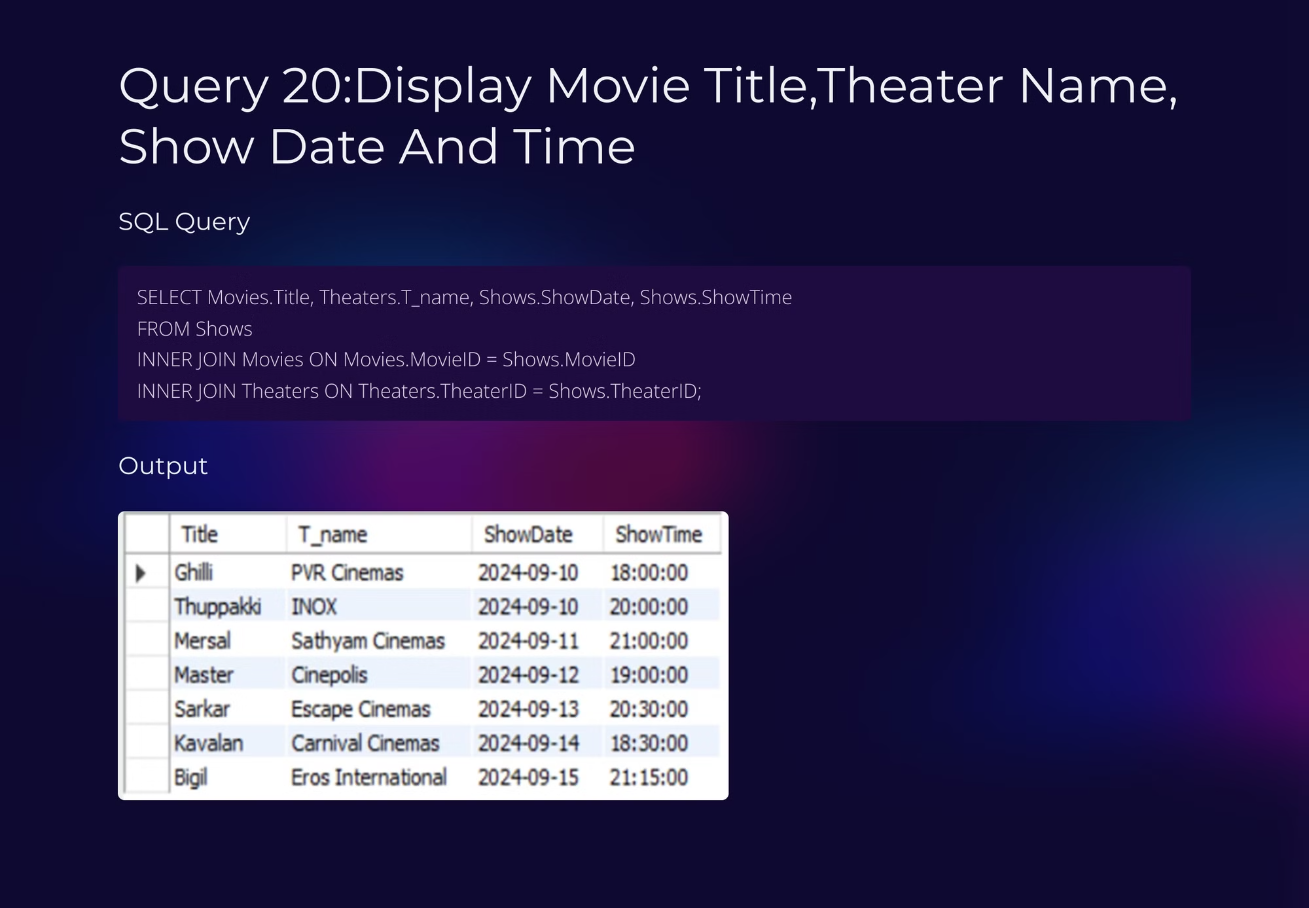 Query 20:Display Movie Title,Theater Name,
Show Date And Time
SQL Query
SELECT Movies.Title, Theaters.T_name, Shows.ShowDate, Shows.ShowTime
FROM Shows
INNER JOIN Movies ON Movies.MovieID = Shows.MovieID
INNER JOIN Theaters ON Theaters.TheaterID = Shows.TheaterID;
Output
Title T_name ShowDate ShowTime
Ghilli PVR Cinemas 2024-09-10 18:00:00
Thuppakki INOX 2024-09-10 20:00:00
Mersal Sathyam Cinemas 2024-09-11 21:00:00
Master Cinepolis 2024-09-12 19:00:00
Sarkar Escape Cinemas 2024-09-13 20:30:00
Kavalan Carnival Cinemas 2024-09-14 18:30:00
Bigil Eros International 2024-09-15 21:15:00